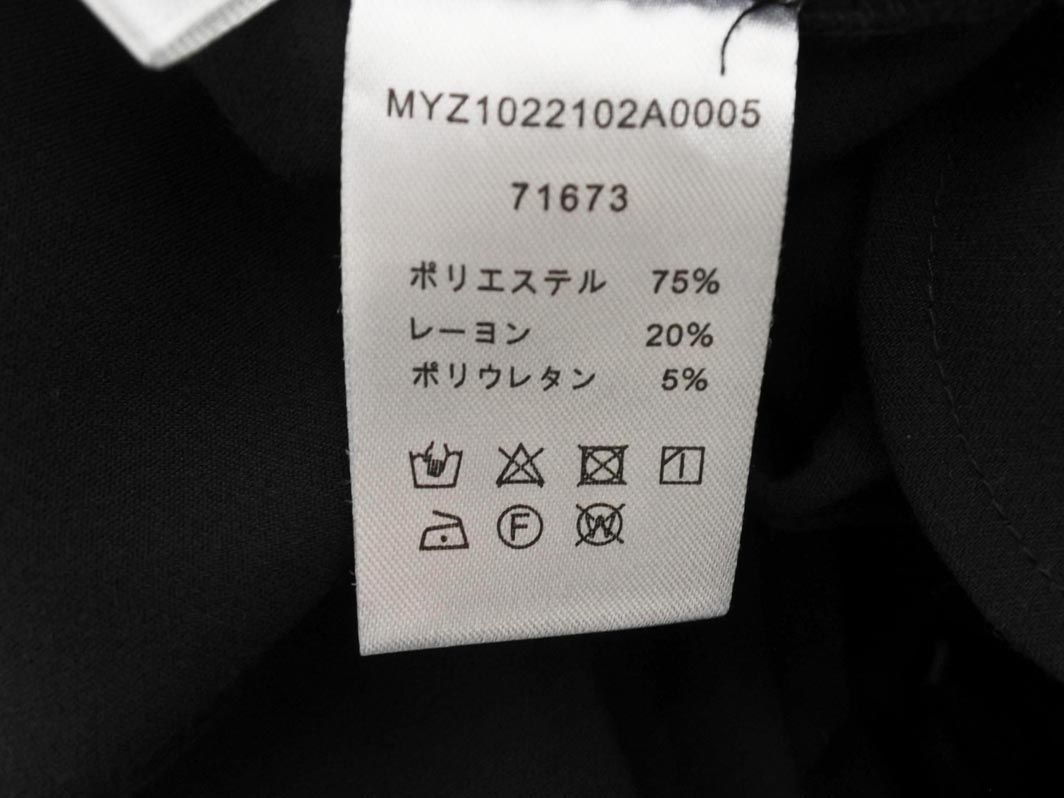 MYZ1022102A0005
71673
ポリエステル 75%
レーヨン 20%
ポリウレタン 5%
F W